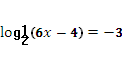 log½(6x − 4) = −3